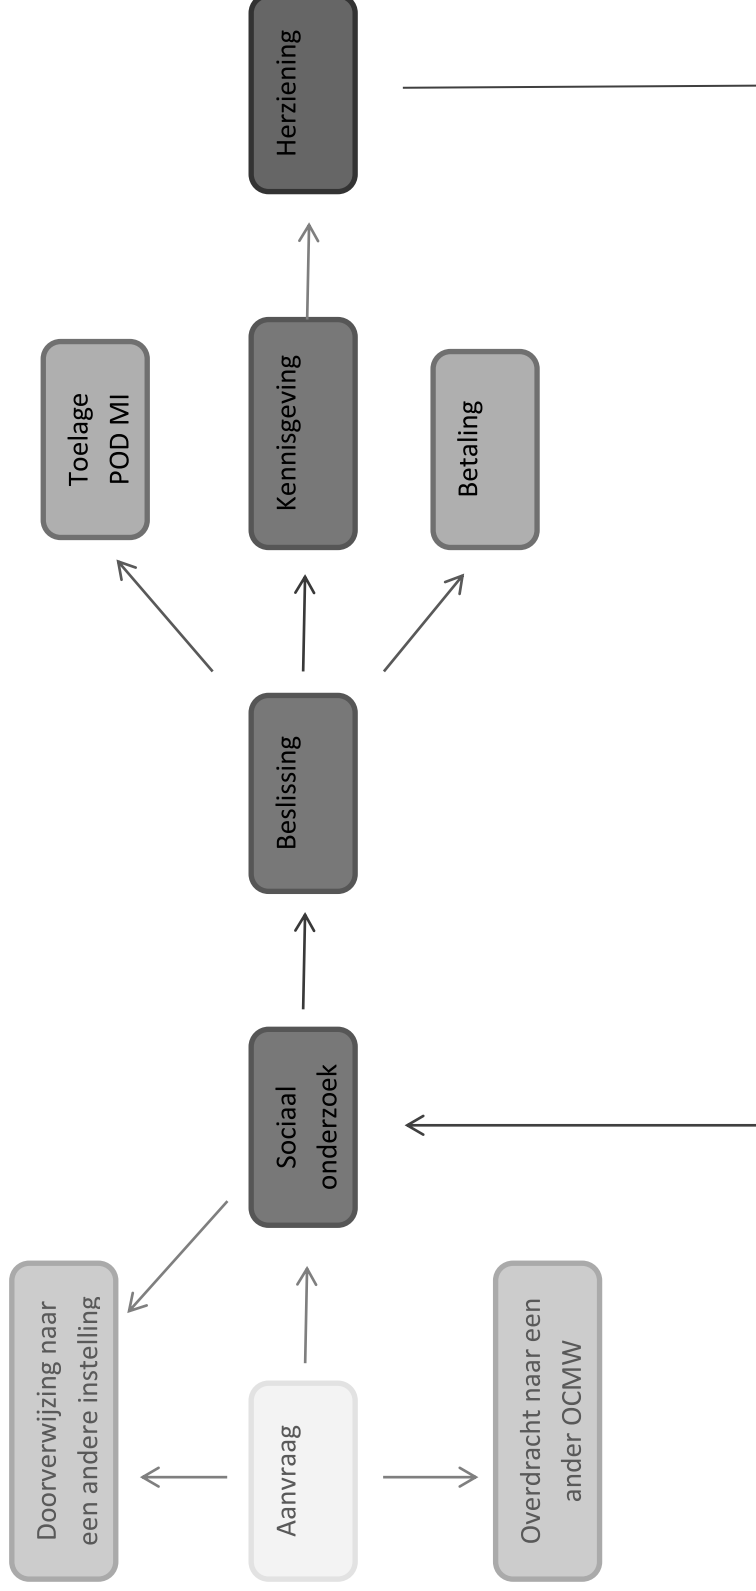 Doorverwijzing naar
een andere instelling
Aanvraag
Overdracht naar een
ander OCMW
Sociaal
onderzoek
Beslissing
Toelage
POD MI
Kennisgeving
Betaling
Herziening